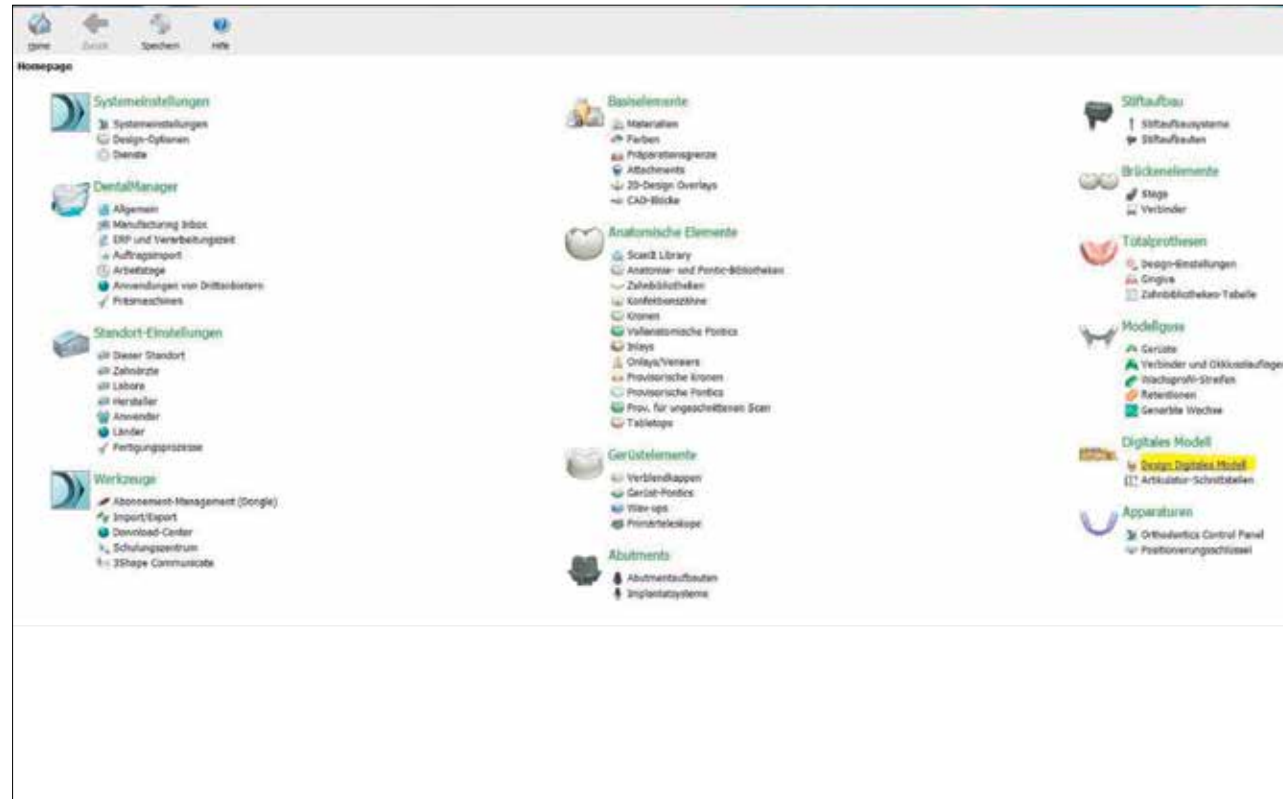 Home
Zurück
Speichern
Hilfe
Homepage
Systemeinstellungen
Systemeinstellungen
Design-Optionen
Dienste
DentalManager
Allgemein
Manufacturing Inbox
ERP und Verarbeitungszeit
Auftragsimport
Arbeitstage
Anwendungen von Drittanbietern
Fräsmaschinen
Standort-Einstellungen
Dieser Standort
Zahnärzte
Labore
Hersteller
Anwender
Länder
Fertigungsprozesse
Werkzeuge
Abonnement-Management (Dongle)
Import/Export
Download-Center
Schulungszentrum
3Shape Communicate
Basiselemente
Materialien
Farben
Präparationsgrenze
Attachments
2D-Design Overlays
CAD-Blöcke
Anatomische Elemente
ScanIt Library
Anatomie- und Pontic-Bibliotheken
Zahnbibliotheken
Konfektionszähne
Kronen
Vollanatomische Pontics
Inlays
Onlays/Veneers
Provisorische Kronen
Provisorische Pontics
Prov. für ungeschnittenen Scan
Tabletops
Gerüstelemente
Verblendkappen
Gerüst-Pontics
Wax-ups
Primärteleskope
Abutments
Abutmentaufbauten
Implantatsysteme
Stiftaufbau
Stiftaufbausysteme
Stiftaufbauten
Brückenelemente
Stege
Verbinder
Totalprothesen
Design-Einstellungen
Gingiva
Zahnbibliotheken-Tabelle
Modellguss
Gerüste
Verbinder und Okklusalauflagen
Wachsprofil-Streifen
Retentionen
Generbte Wachse
Digitales Modell
Design Digitales Modell
Artikulator-Schnittstellen
Apparaturen
Orthodontics Control Panel
Positionierungsschlüssel